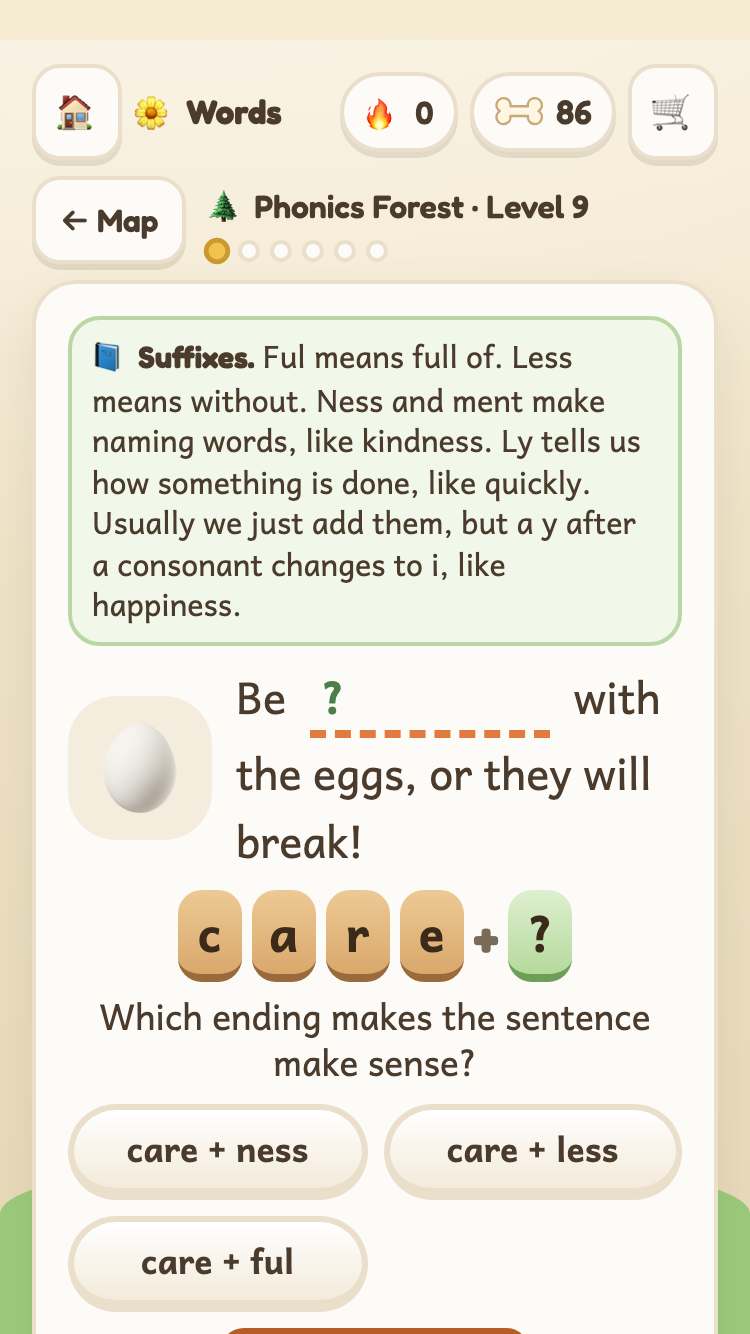 Words 0 86
← Map
Phonics Forest · Level 9
Suffixes. Ful means full of. Less
means without. Ness and ment make
naming words, like kindness. Ly tells us
how something is done, like quickly.
Usually we just add them, but a y after
a consonant changes to i, like
happiness.
Be ? with
the eggs, or they will
break!
c a r e + ?
Which ending makes the sentence
make sense?
care + ness
care + less
care + ful